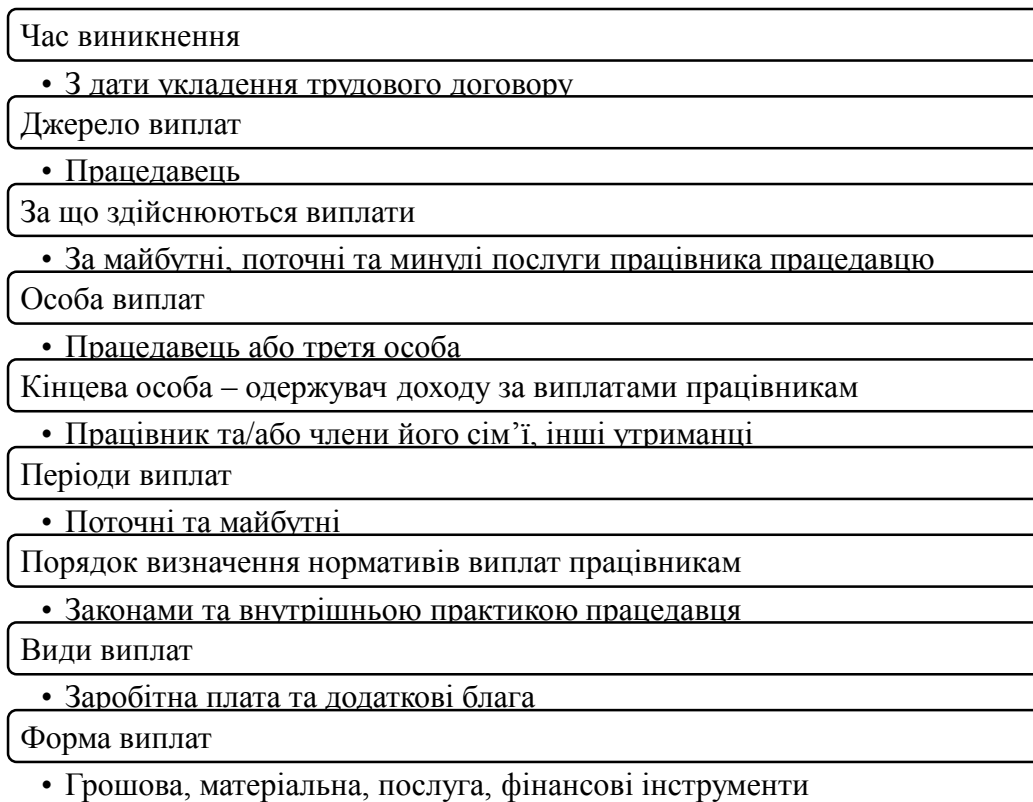 Час виникнення
• З дати укладення трудового договору
Джерело виплат
• Працедавець
За що здійснюються виплати
• За майбутні, поточні та минулі послуги працівника працедавцю
Особа виплат
• Працедавець або третя особа
Кінцева особа – одержувач доходу за виплатами працівникам
• Працівник та/або члени його сім’ї, інші утриманці
Періоди виплат
• Поточні та майбутні
Порядок визначення нормативів виплат працівникам
• Законами та внутрішньою практикою працедавця
Види виплат
• Заробітна плата та додаткові блага
Форма виплат
• Грошова, матеріальна, послуга, фінансові інструменти